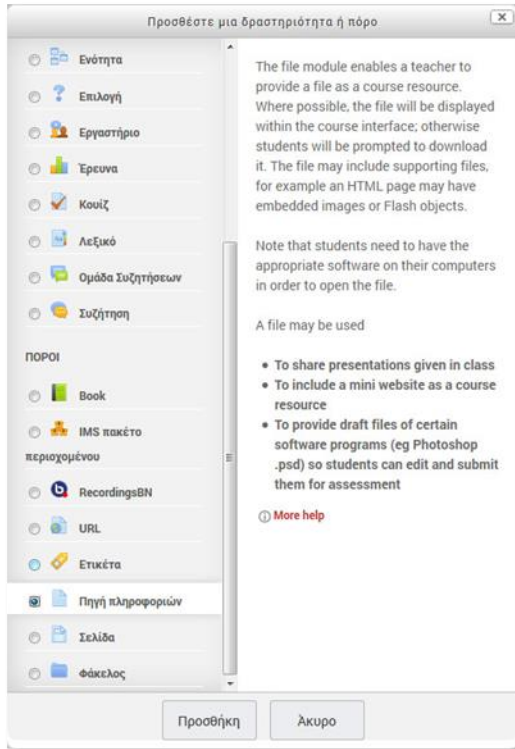 Προσθέστε μια δραστηριότητα ή πόρο
Ενότητα
Επιλογή
Εργαστήριο
Έρευνα
Κουίζ
Λεξικό
Ομάδα Συζητήσεων
Συζήτηση
ΠΟΡΟΙ
Book
IMS πακέτο
περιοχομένου
RecordingsBN
URL
Ετικέτα
Πηγή πληροφοριών
Σελίδα
Φάκελος
The file module enables a teacher to
provide a file as a course resource.
Where possible, the file will be displayed
within the course interface; otherwise
students will be prompted to download
it. The file may include supporting files,
for example an HTML page may have
embedded images or Flash objects.
Note that students need to have the
appropriate software on their computers
in order to open the file.
A file may be used
• To share presentations given in class
• To include a mini website as a course
resource
• To provide draft files of certain
software programs (eg Photoshop
.psd) so students can edit and submit
them for assessment
More help
Προσθήκη
Άκυρο